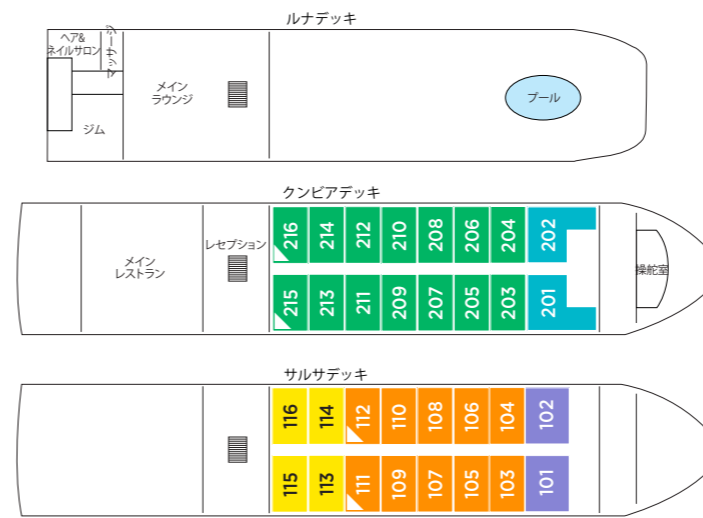 ルナデッキ
ヘア&
ネイルサロン
マッサージ
メイン
ラウンジ
ジム
プール
クンビアデッキ
メイン
レストラン
レセプション
216 214 212 210 208 206 204 202
操舵室
215 213 211 209 207 205 203 201
サルサデッキ
116 114 112 110 108 106 104 102
115 113 111 109 107 105 103 101